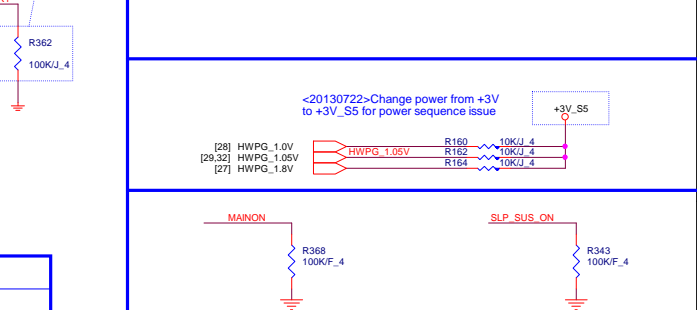 R362
100K/J_4
<20130722>Change power from +3V
to +3V_S5 for power sequence issue
+3V_S5
[28] HWPG_1.0V
R160 10K/J_4
[29,32] HWPG_1.05V
HWPG_1.05V
R162 10K/J_4
[27] HWPG_1.8V
R164 10K/J_4
MAINON
SLP_SUS_ON
R368
100K/F_4
R343
100K/F_4